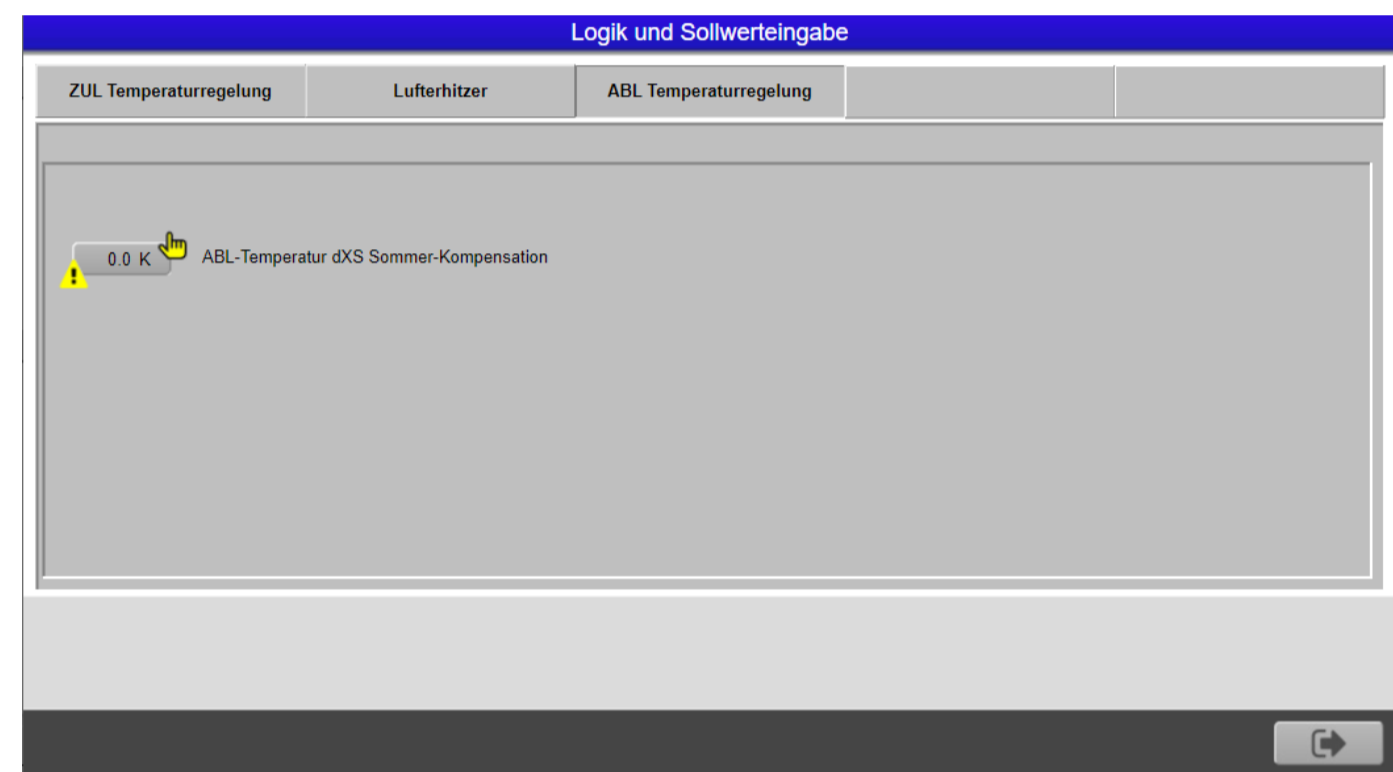 Logik und Sollwerteingabe
ZUL Temperaturregelung Lufterhitzer ABL Temperaturregelung
0.0 K ABL-Temperatur dXS Sommer-Kompensation